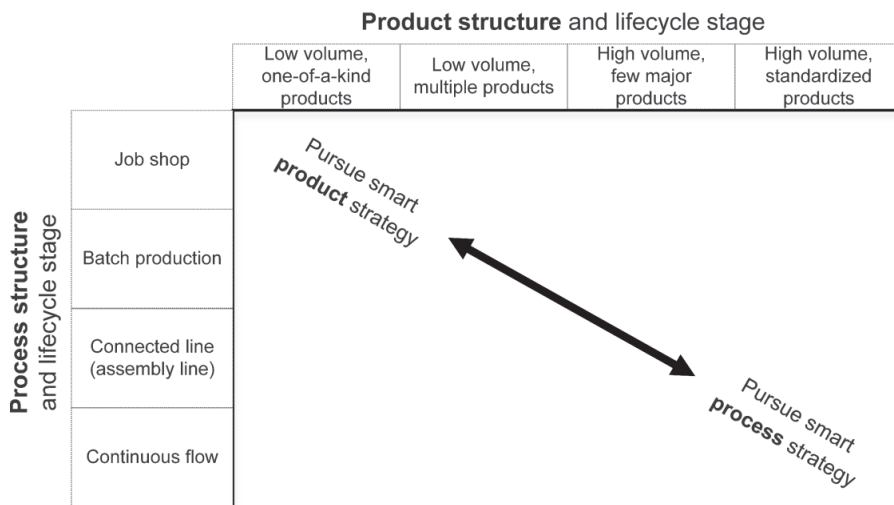 Product structure and lifecycle stage
Low volume,
one-of-a-kind
products
Low volume,
multiple products
High volume,
few major
products
High volume,
standardized
products
Process structure
and lifecycle stage
Job shop
Batch production
Connected line
(assembly line)
Continuous flow
Pursue smart
product strategy
Pursue smart
process strategy